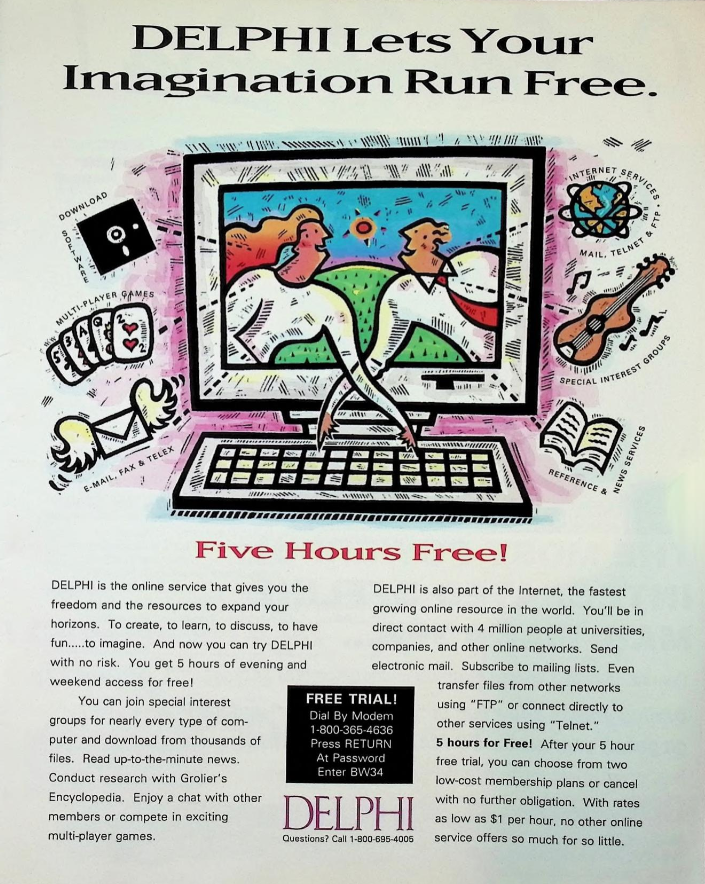 DELPHI Lets Your
Imagination Run Free.
DOWNLOAD
SOFTWARE
MULTI-PLAYER GAMES
E-MAIL, FAX & TELEX
INTERNET SERVICES •
MAIL, TELNET & FTP •
SPECIAL INTEREST GROUPS
REFERENCE &
NEWS SERVICES
Five Hours Free!
DELPHI is the online service that gives you the
freedom and the resources to expand your
horizons. To create, to learn, to discuss, to have
fun.....to imagine. And now you can try DELPHI
with no risk. You get 5 hours of evening and
weekend access for free!
You can join special interest
groups for nearly every type of com-
puter and download from thousands of
files. Read up-to-the-minute news.
Conduct research with Grolier's
Encyclopedia. Enjoy a chat with other
members or compete in exciting
multi-player games.
FREE TRIAL!
Dial By Modem
1-800-365-4636
Press RETURN
At Password
Enter BW34
DELPHI
Questions? Call 1-800-695-4005
DELPHI is also part of the Internet, the fastest
growing online resource in the world. You'll be in
direct contact with 4 million people at universities,
companies, and other online networks. Send
electronic mail. Subscribe to mailing lists. Even
transfer files from other networks
using "FTP" or connect directly to
other services using "Telnet."
5 hours for Free! After your 5 hour
free trial, you can choose from two
low-cost membership plans or cancel
with no further obligation. With rates
as low as $1 per hour, no other online
service offers so much for so little.